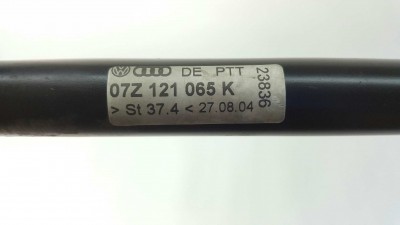 DE PTT
07Z 121 065 K
> St 37.4 < 27.08.04
23836